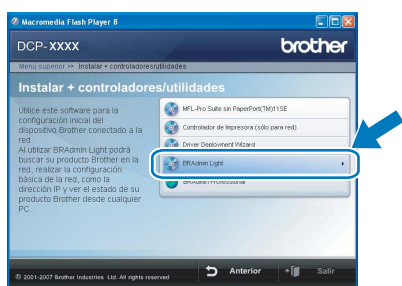 Macromedia Flash Player 8
DCP-XXXX
brother
Menú superior >> Instalar + controladores/utilidades
Instalar + controladores/utilidades
Utilice este software para la
configuración inicial del
dispositivo Brother conectado a la
red.
Al utilizar BRAdmin Light podrá
buscar su producto Brother en la
red, realizar la configuración
básica de la red, como la
dirección IP y ver el estado de su
producto Brother desde cualquier
PC.
MFL-Pro Suite sin PaperPort(TM)11SE
Controlador de Impresora (sólo para red)
Driver Deployment Wizard
BRAdmin Light
BRAdmin Professional
© 2001-2007 Brother Industries Ltd. All rights reserved
Anterior
Salir